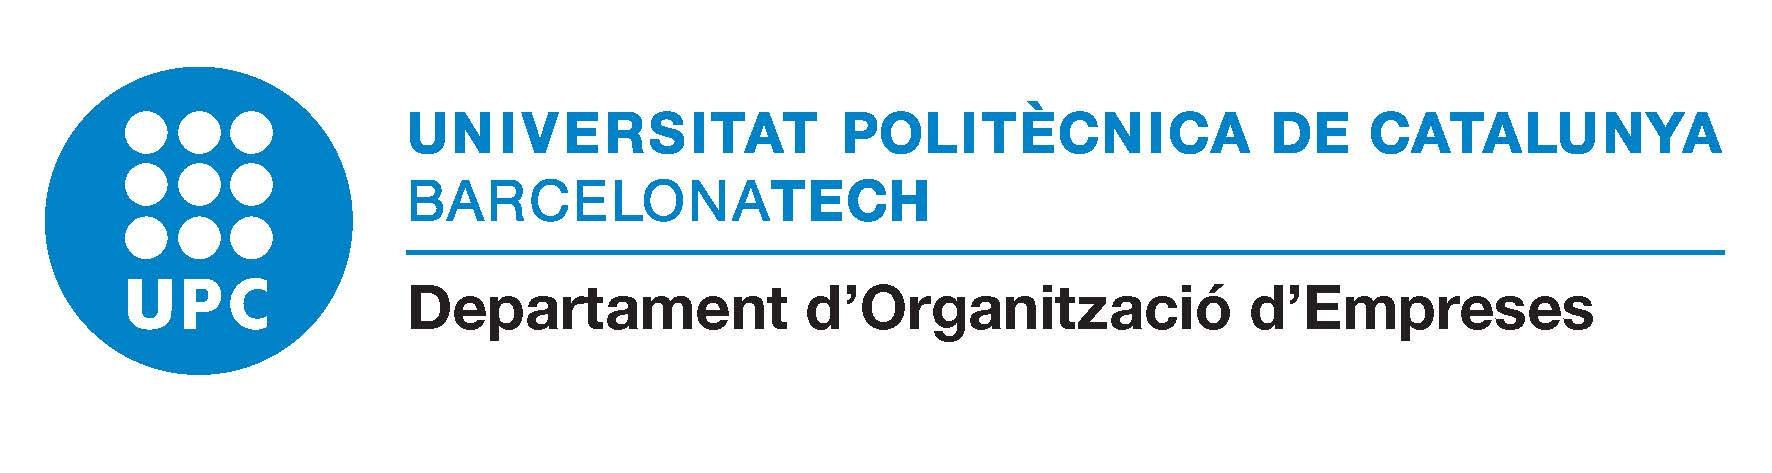 UNIVERSITAT POLITÈCNICA DE CATALUNYA
BARCELONATECH
UPC
Departament d’Organització d’Empreses